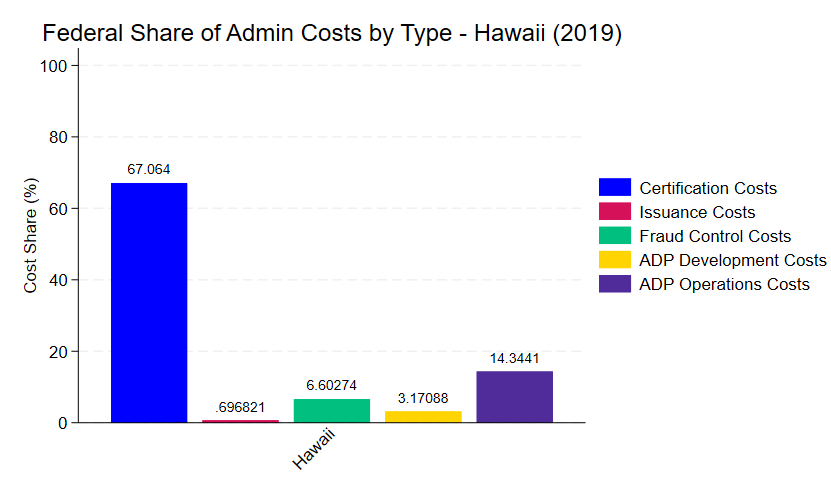 Federal Share of Admin Costs by Type - Hawaii (2019)
Cost Share (%)
100
80
60
40
20
0
67.064
.696821
6.60274
3.17088
14.3441
Hawaii
Certification Costs
Issuance Costs
Fraud Control Costs
ADP Development Costs
ADP Operations Costs